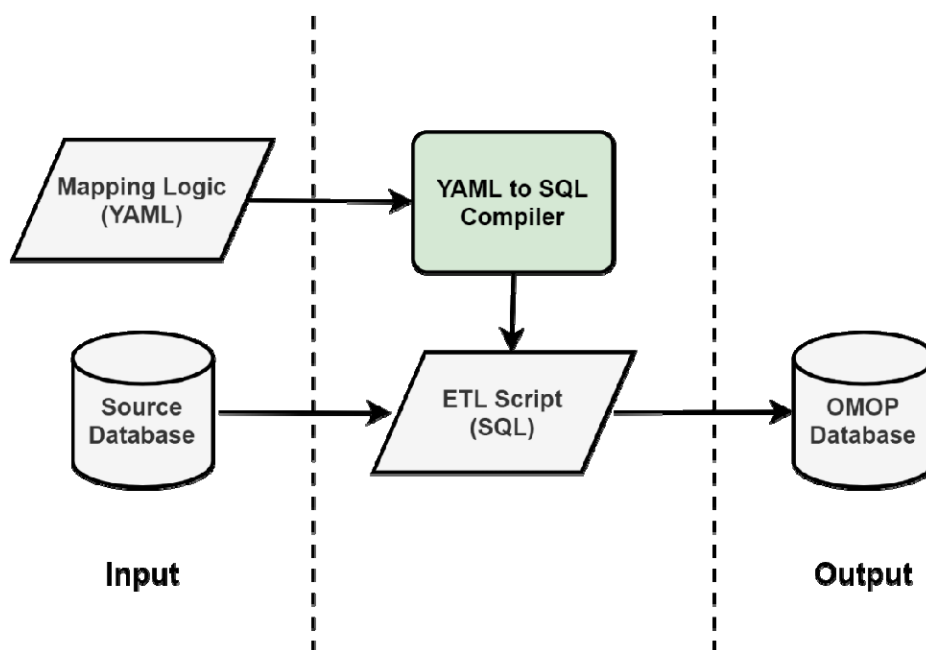 Mapping Logic
(YAML)
YAML to SQL
Compiler
Source
Database
ETL Script
(SQL)
OMOP
Database
Input
Output